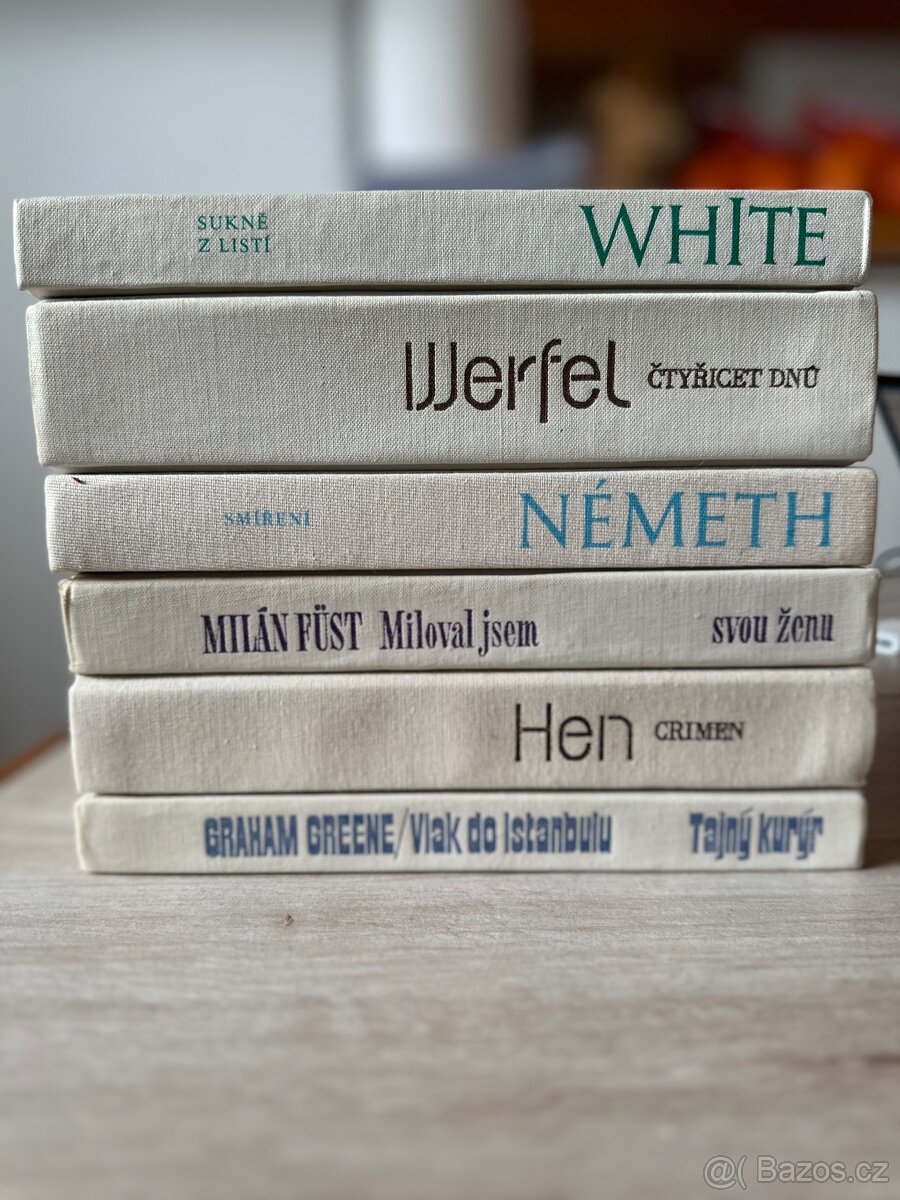 SUKNĚ
Z LISTÍ
WHITE
Werfel ČTYŘICET DNŮ
SMÍŘENÍ NÉMETH
MILÁN FÜST Miloval jsem svou ženu
Hen CRIMEN
GRAHAM GREENE/Vlak do Istanbulu Tajný kurýr
@( Bazos.cz